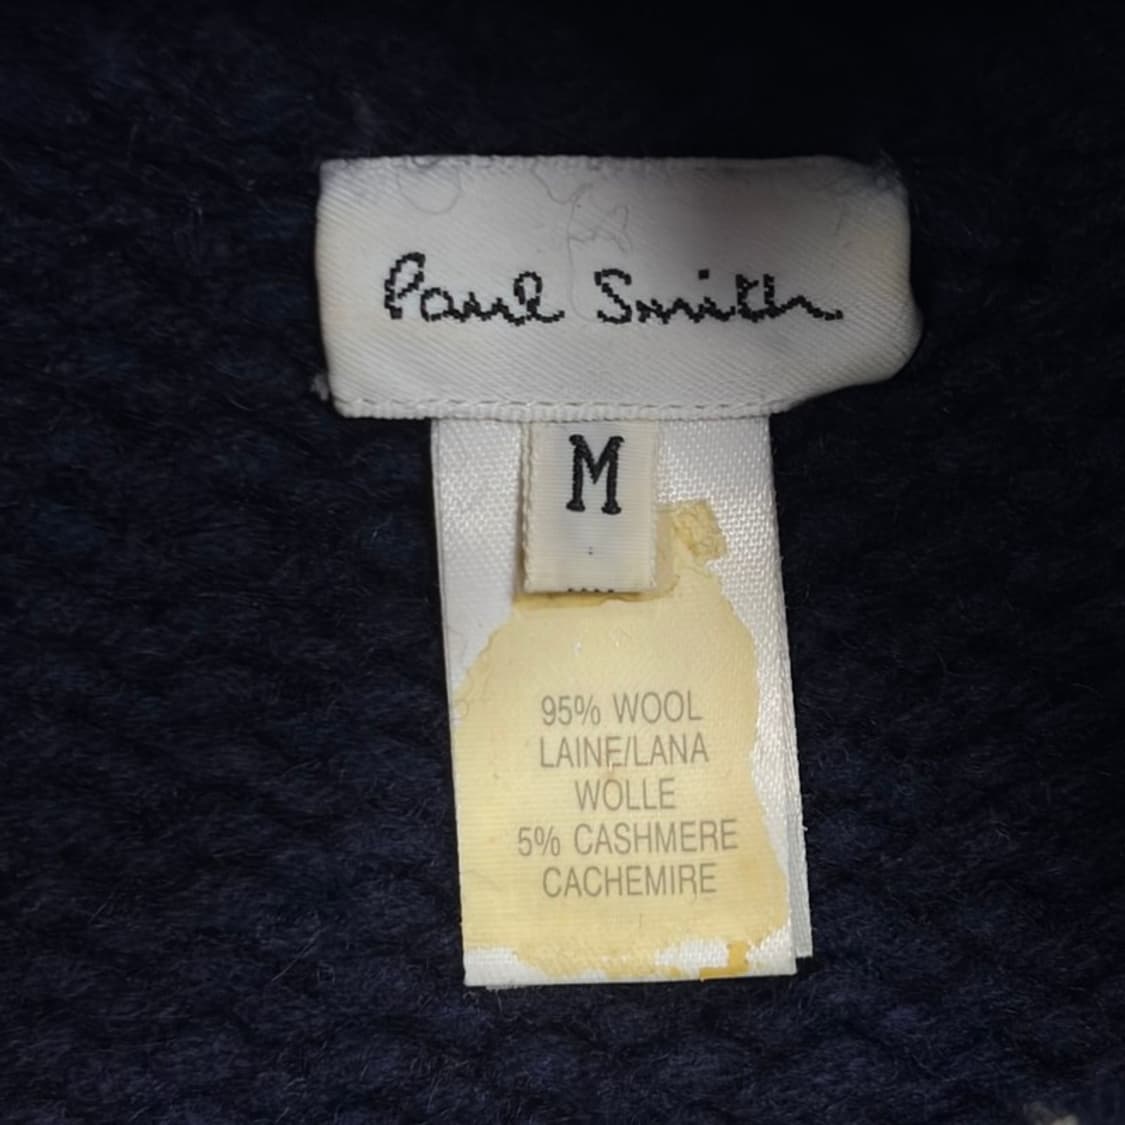 Paul Smith
M
95% WOOL
LAINE/LANA
WOLLE
5% CASHMERE
CACHEMIRE